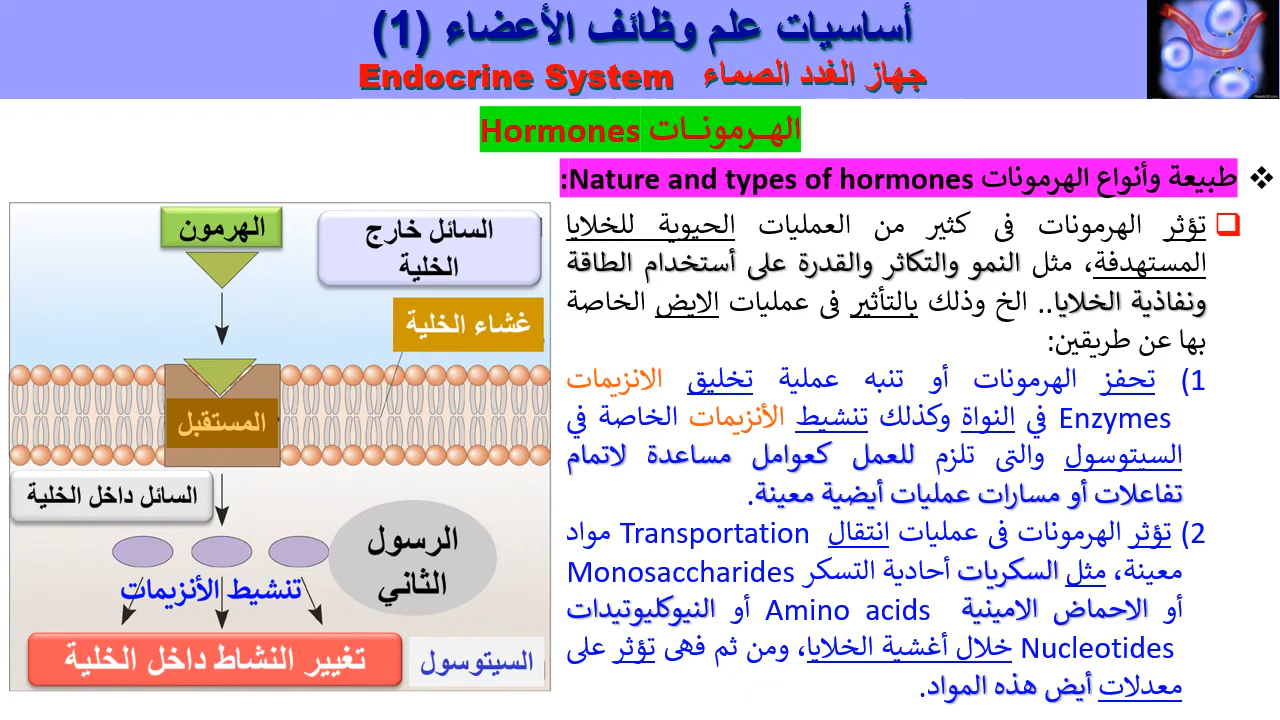 أساسيات علم وظائف الأعضاء (1)
جهاز الغدد الصماء Endocrine System
الهـرمونـات Hormones
❖ طبيعة وأنواع الهرمونات Nature and types of hormones:
❑ تؤثر الهرمونات فى كثير من العمليات الحيوية للخلايا
المستهدفة، مثل النمو والتكاثر والقدرة على أستخدام الطاقة
ونفاذية الخلايا.. الخ وذلك بالتأثير فى عمليات الايض الخاصة
بها عن طريقين:
1) تحفز الهرمونات أو تنبه عملية تخليق الانزيمات
Enzymes في النواة وكذلك تنشيط الأنزيمات الخاصة في
السيتوسول والتى تلزم للعمل كعوامل مساعدة لاتمام
تفاعلات أو مسارات عمليات أيضية معينة.
2) تؤثر الهرمونات فى عمليات انتقال Transportation مواد
معينة، مثل السكريات أحادية التسكر Monosaccharides
أو الاحماض الامينية Amino acids أو النيوكليوتيدات
Nucleotides خلال أغشية الخلايا، ومن ثم فهى تؤثر على
معدلات أيض هذه المواد.
الهرمون
السائل خارج
الخلية
غشاء الخلية
المستقبل
السائل داخل الخلية
الرسول
الثاني
تنشيط الأنزيمات
تغيير النشاط داخل الخلية
السيتوسول